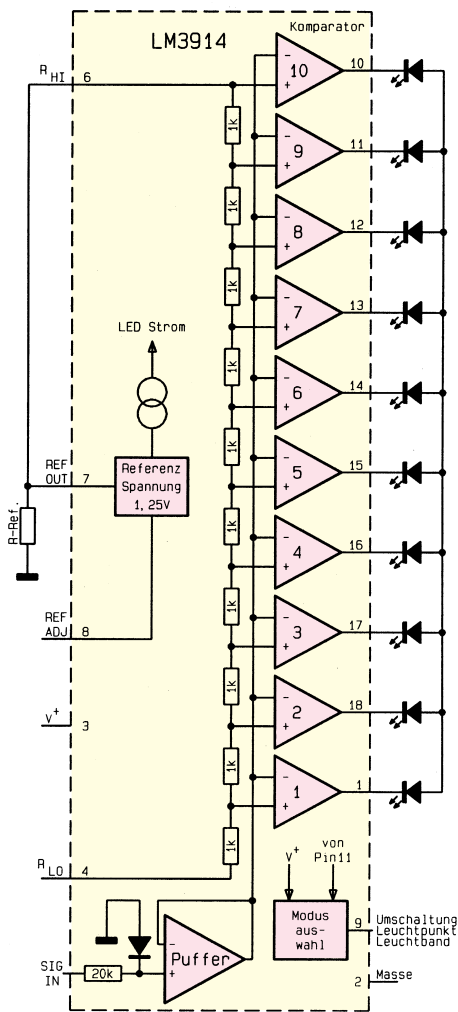 Komparator
LM3914
R HI 6
10
- +
10
1k
9
- +
11
1k
8
- +
12
1k
7
- +
13
LED Strom
1k
6
- +
14
1k
REF
OUT 7
Referenz
Spannung
1,25V
5
- +
15
R-Ref.
1k
4
- +
16
1k
REF
ADJ 8
3
- +
17
1k
V+
3
2
- +
18
1k
1
- +
1
1k
R LO 4
V+
von
Pin11
Modus
aus-
wahl
9
Umschaltung
Leuchtpunkt
Leuchtband
Puffer
- +
SIG
IN
20k
2 Masse